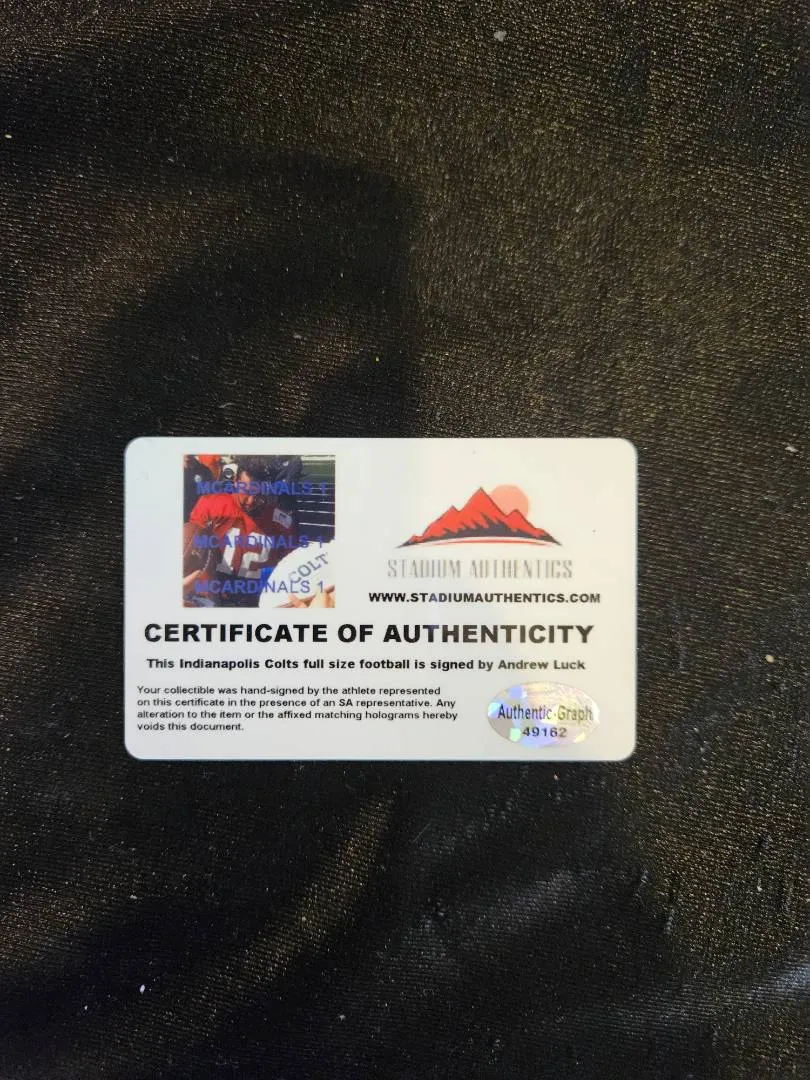 MCARDINALS 1
MCARDINALS 1
MCARDINALS 1
12
COLT
STADIUM AUTHENTICS
WWW.STADIUMAUTHENTICS.COM
CERTIFICATE OF AUTHENTICITY
This Indianapolis Colts full size football is signed by Andrew Luck
Your collectible was hand-signed by the athlete represented
on this certificate in the presence of an SA representative. Any
alteration to the item or the affixed matching holograms hereby
voids this document.
Authentic-Graph
49162